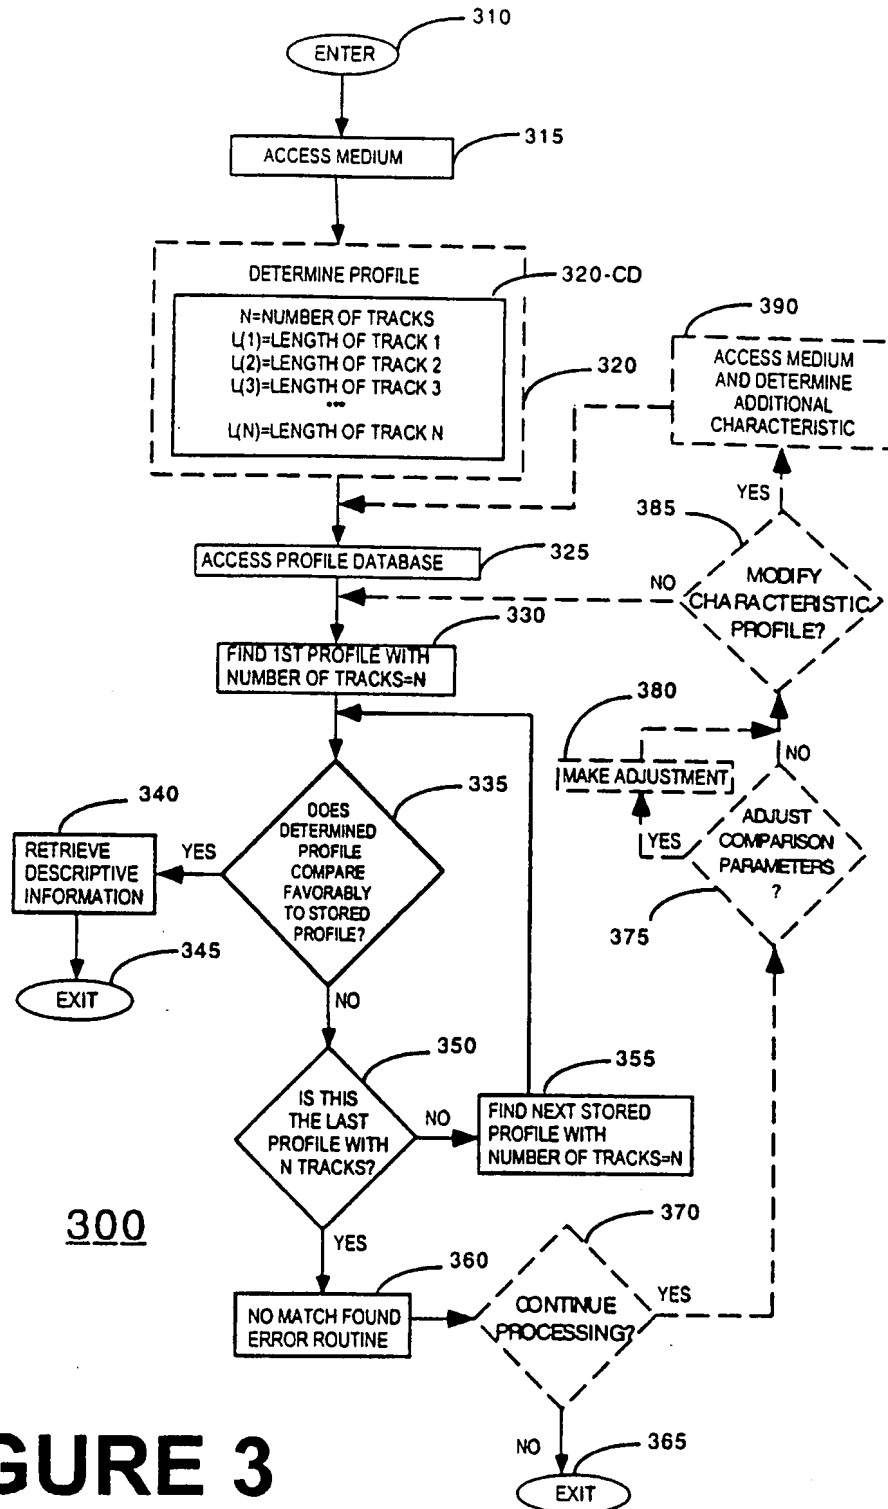 310
ENTER
315
ACCESS MEDIUM
DETERMINE PROFILE
320-CD
N=NUMBER OF TRACKS
L(1)=LENGTH OF TRACK 1
L(2)=LENGTH OF TRACK 2
L(3)=LENGTH OF TRACK 3
•••
L(N)=LENGTH OF TRACK N
320
390
ACCESS MEDIUM
AND DETERMINE
ADDITIONAL
CHARACTERISTIC
YES
385
MODIFY
CHARACTERISTIC
PROFILE?
NO
ACCESS PROFILE DATABASE
325
330
FIND 1ST PROFILE WITH
NUMBER OF TRACKS=N
380
MAKE ADJUSTMENT
NO
YES
ADJUST
COMPARISON
PARAMETERS
?
375
335
DOES
DETERMINED
PROFILE
COMPARE
FAVORABLY
TO STORED
PROFILE?
340
YES
RETRIEVE
DESCRIPTIVE
INFORMATION
345
EXIT
NO
350
IS THIS
THE LAST
PROFILE WITH
N TRACKS?
NO
355
FIND NEXT STORED
PROFILE WITH
NUMBER OF TRACKS=N
300
YES
360
NO MATCH FOUND
ERROR ROUTINE
370
CONTINUE
PROCESSING?
YES
NO
365
EXIT
GURE 3